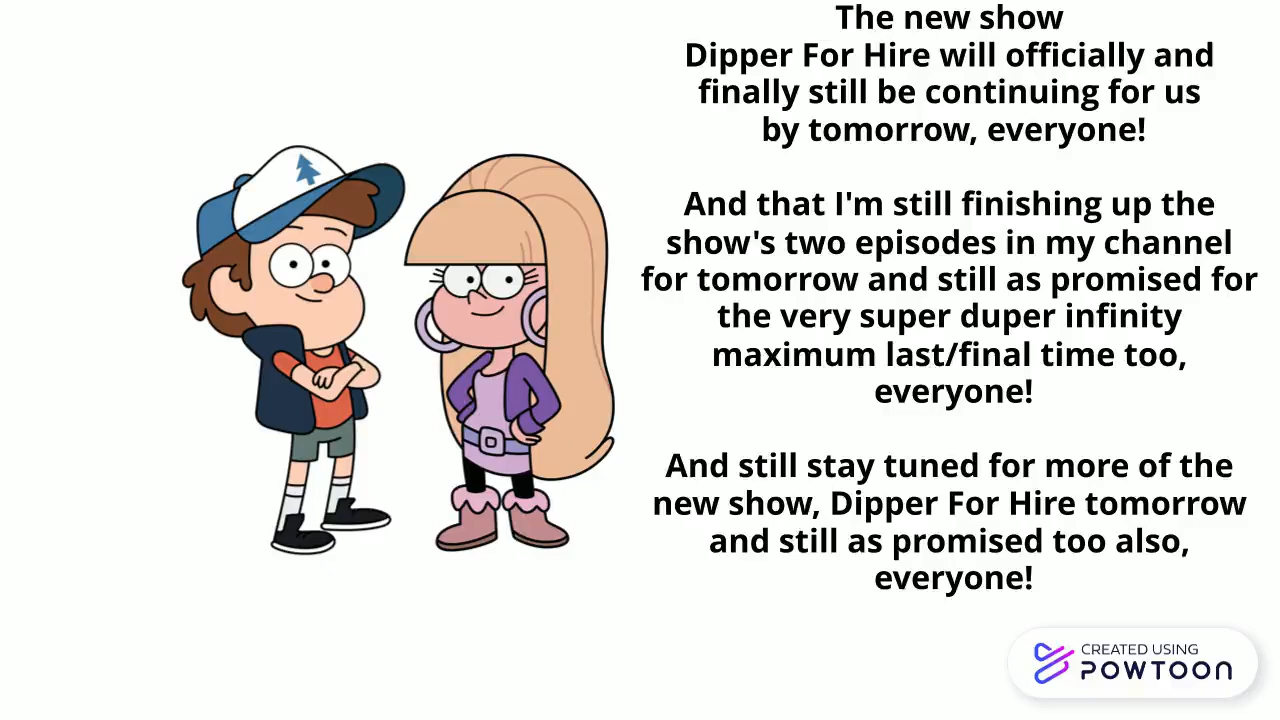 The new show
Dipper For Hire will officially and
finally still be continuing for us
by tomorrow, everyone!
And that I'm still finishing up the
show's two episodes in my channel
for tomorrow and still as promised for
the very super duper infinity
maximum last/final time too,
everyone!
And still stay tuned for more of the
new show, Dipper For Hire tomorrow
and still as promised too also,
everyone!
CREATED USING
POWTOON